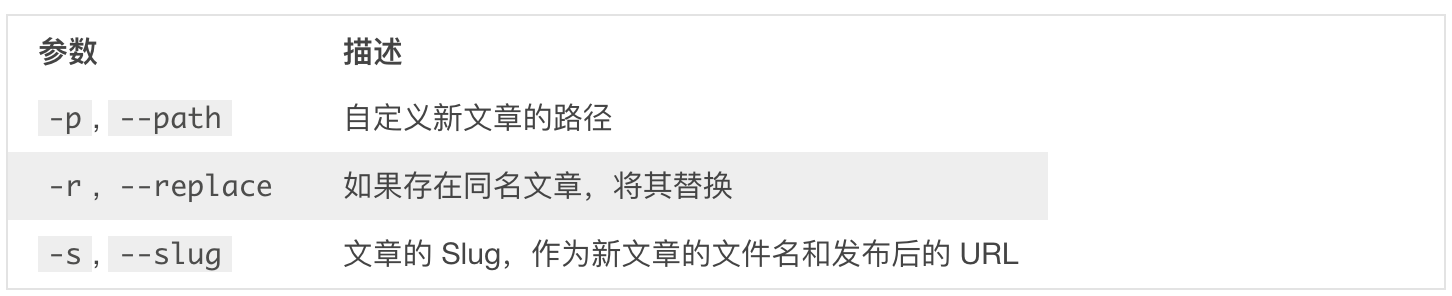 参数 描述
-p, --path 自定义新文章的路径
-r, --replace 如果存在同名文章，将其替换
-s, --slug 文章的 Slug，作为新文章的文件名和发布后的 URL